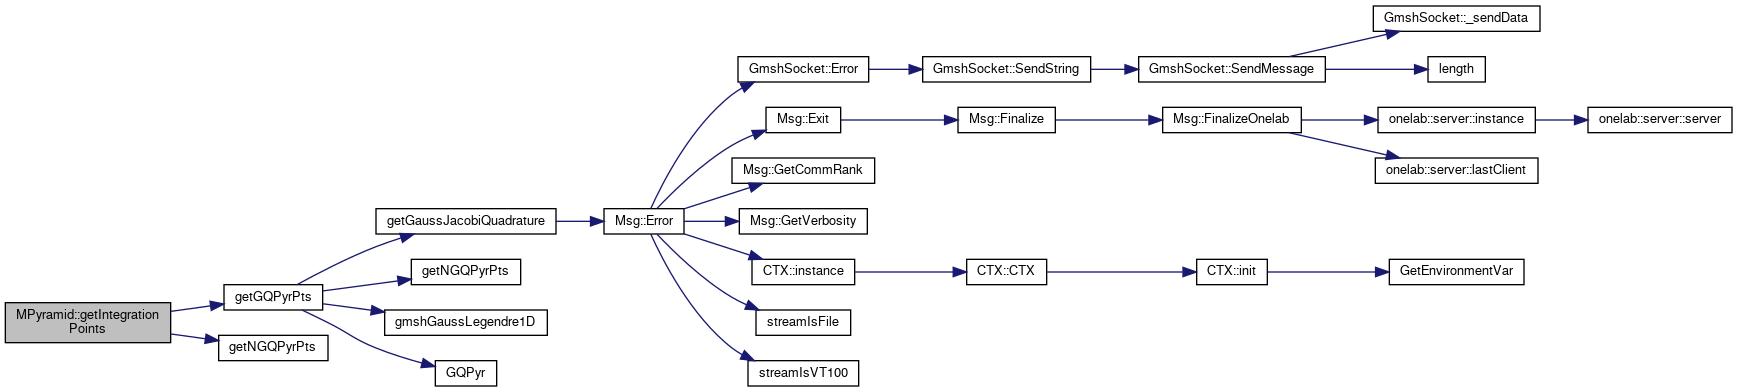 MPyramid::getIntegration
Points
getGQPyrPts
getNGQPyrPts
getGaussJacobiQuadrature
getNGQPyrPts
gmshGaussLegendre1D
GQPyr
Msg::Error
GmshSocket::Error
Msg::Exit
Msg::GetCommRank
Msg::GetVerbosity
CTX::instance
streamIsFile
streamIsVT100
GmshSocket::SendString
Msg::Finalize
CTX::CTX
GmshSocket::SendMessage
Msg::FinalizeOnelab
CTX::init
GmshSocket::_sendData
length
onelab::server::instance
onelab::server::lastClient
GetEnvironmentVar
onelab::server::server